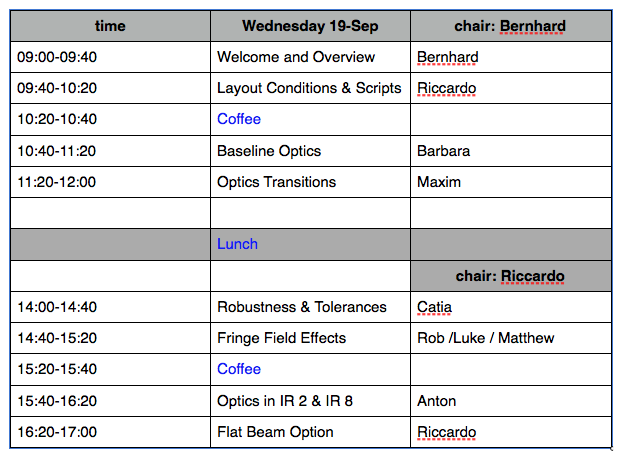 time Wednesday 19-Sep chair: Bernhard
09:00-09:40 Welcome and Overview Bernhard
09:40-10:20 Layout Conditions & Scripts Riccardo
10:20-10:40 Coffee
10:40-11:20 Baseline Optics Barbara
11:20-12:00 Optics Transitions Maxim
Lunch
chair: Riccardo
14:00-14:40 Robustness & Tolerances Catia
14:40-15:20 Fringe Field Effects Rob /Luke / Matthew
15:20-15:40 Coffee
15:40-16:20 Optics in IR 2 & IR 8 Anton
16:20-17:00 Flat Beam Option Riccardo